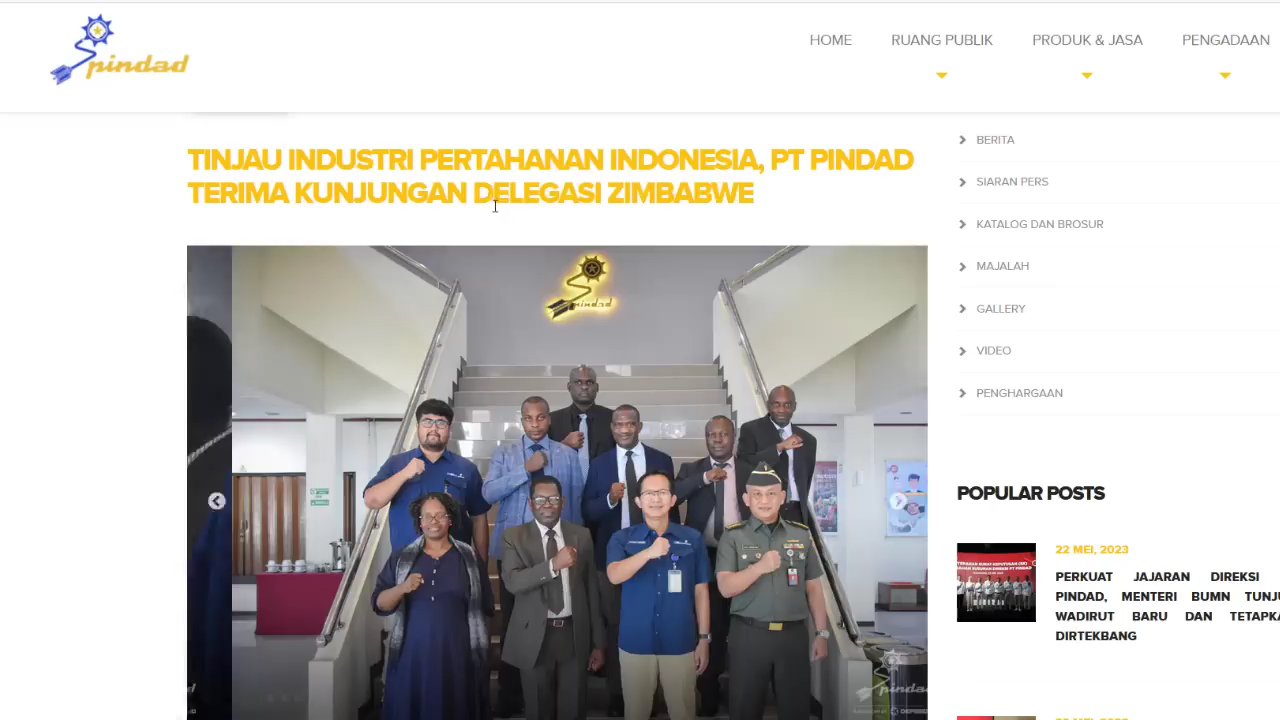 pindad
HOME
RUANG PUBLIK
PRODUK & JASA
PENGADAAN
TINJAU INDUSTRI PERTAHANAN INDONESIA, PT PINDAD
TERIMA KUNJUNGAN DELEGASI ZIMBABWE
pindad
pindad
BERITA
SIARAN PERS
KATALOG DAN BROSUR
MAJALAH
GALLERY
VIDEO
PENGHARGAAN
POPULAR POSTS
22 MEI, 2023
PERKUAT JAJARAN DIREKSI
PINDAD, MENTERI BUMN TUNJU
WADIRUT BARU DAN TETAPKA
DIRTEKBANG